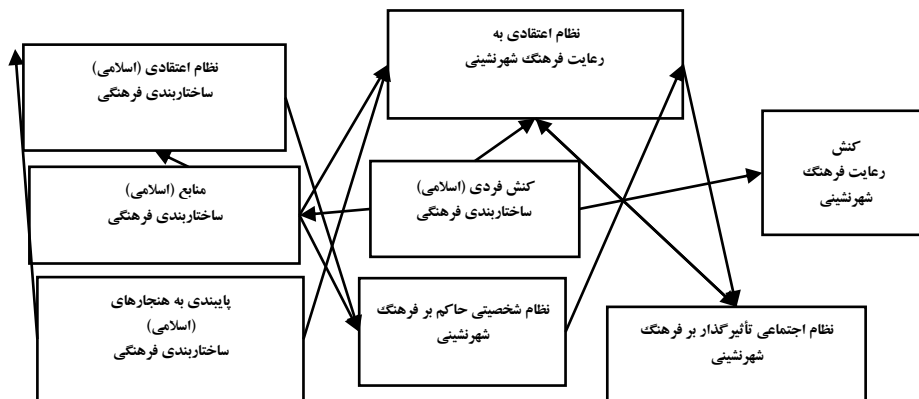 نظام اعتقادی به
رعایت فرهنگ شهرنشینی
نظام اعتقادی (اسلامی)
ساختاربندی فرهنگی
کنش
رعایت فرهنگ
شهرنشینی
منابع (اسلامی)
ساختاربندی فرهنگی
کنش فردی (اسلامی)
ساختاربندی فرهنگی
پایبندی به هنجارهای
(اسلامی)
ساختاربندی فرهنگی
نظام شخصیتی حاکم بر فرهنگ
شهرنشینی
نظام اجتماعی تأثیرگذار بر فرهنگ
شهرنشینی